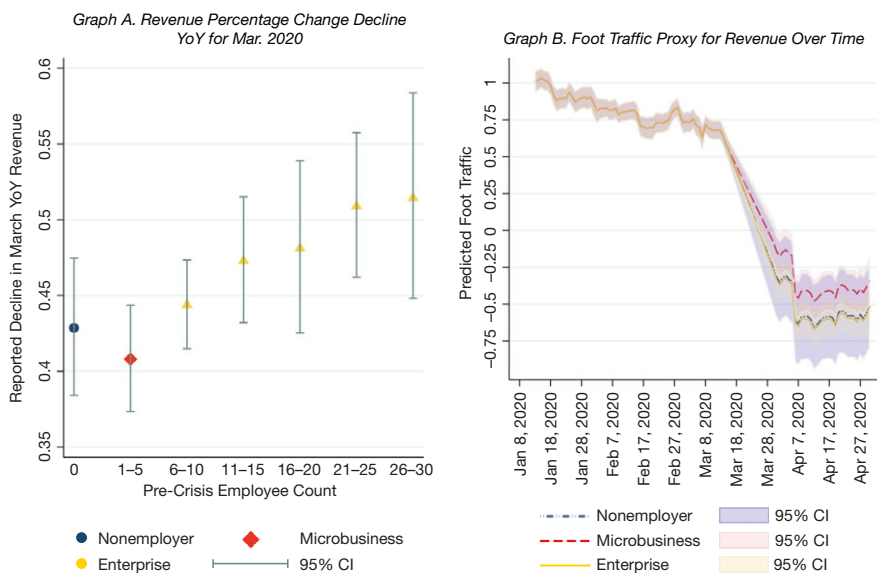 Graph A. Revenue Percentage Change Decline
YoY for Mar. 2020
0.6
0.55
0.5
0.45
0.4
0.35
Reported Decline in March YoY Revenue
0
1–5
6–10
11–15
16–20
21–25
26–30
Pre-Crisis Employee Count
Nonemployer
Microbusiness
Enterprise
95% CI
Graph B. Foot Traffic Proxy for Revenue Over Time
1
0.75
0.5
0.25
0
−0.25
−0.5
−0.75
Predicted Foot Traffic
Jan 8, 2020
Jan 18, 2020
Jan 28, 2020
Feb 7, 2020
Feb 17, 2020
Feb 27, 2020
Mar 8, 2020
Mar 18, 2020
Mar 28, 2020
Apr 7, 2020
Apr 17, 2020
Apr 27, 2020
Nonemployer
95% CI
Microbusiness
95% CI
Enterprise
95% CI